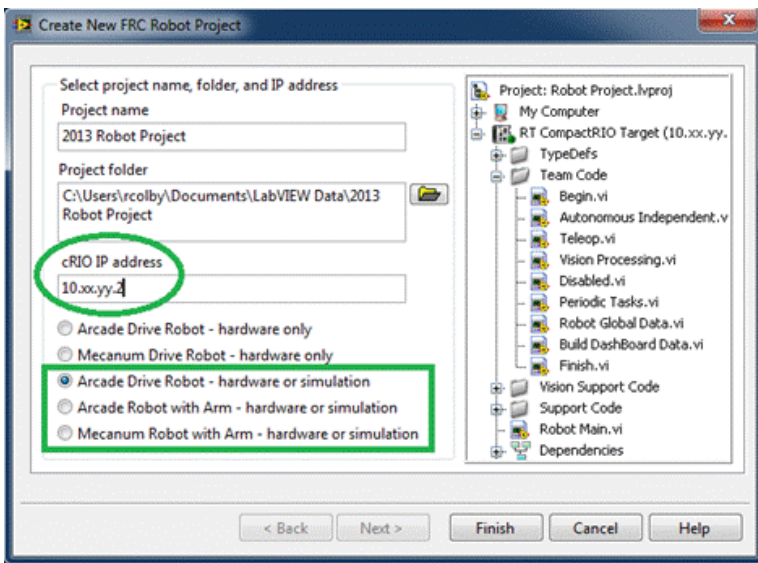 Create New FRC Robot Project
Select project name, folder, and IP address
Project name
2013 Robot Project
Project folder
C:\Users\rcolby\Documents\LabVIEW Data\2013
Robot Project
cRIO IP address
10.xx.yy.2
Arcade Drive Robot - hardware only
Mecanum Drive Robot - hardware only
Arcade Drive Robot - hardware or simulation
Arcade Robot with Arm - hardware or simulation
Mecanum Robot with Arm - hardware or simulation
Project: Robot Project.lvproj
My Computer
RT CompactRIO Target (10.xx.yy.
TypeDefs
Team Code
Begin.vi
Autonomous Independent.v
Teleop.vi
Vision Processing.vi
Disabled.vi
Periodic Tasks.vi
Robot Global Data.vi
Build DashBoard Data.vi
Finish.vi
Vision Support Code
Support Code
Robot Main.vi
Dependencies
< Back Next > Finish Cancel Help